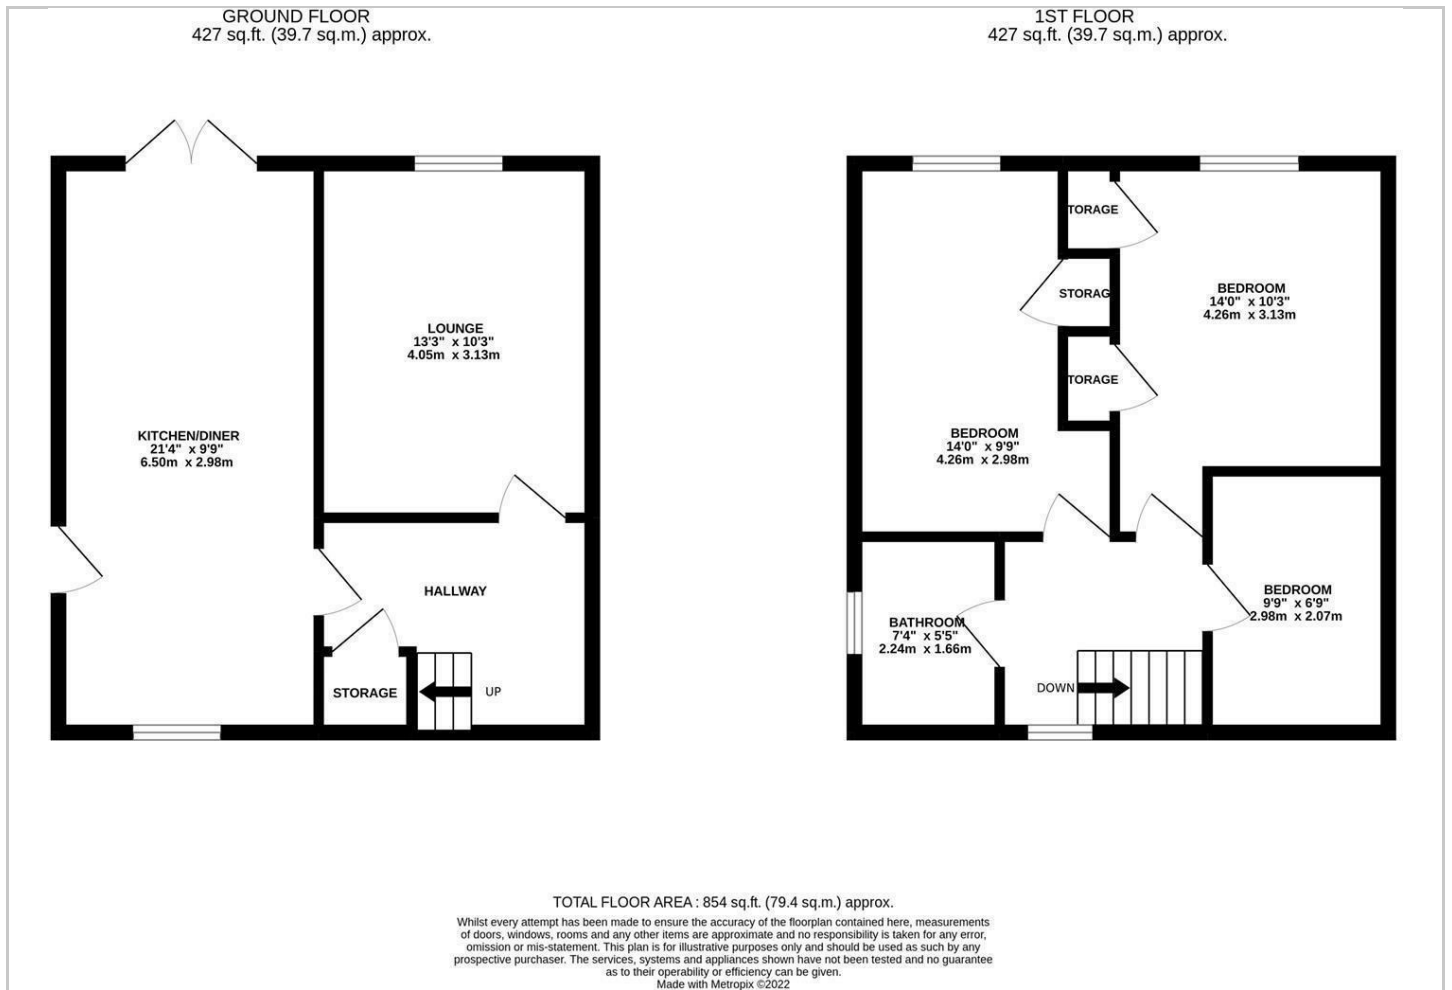 GROUND FLOOR
427 sq.ft. (39.7 sq.m.) approx.
KITCHEN/DINER
21'4" x 9'9"
6.50m x 2.98m
LOUNGE
13'3" x 10'3"
4.05m x 3.13m
HALLWAY
STORAGE
UP
1ST FLOOR
427 sq.ft. (39.7 sq.m.) approx.
TORAGE
STORAG
TORAGE
BEDROOM
14'0" x 10'3"
4.26m x 3.13m
BEDROOM
14'0" x 9'9"
4.26m x 2.98m
BATHROOM
7'4" x 5'5"
2.24m x 1.66m
BEDROOM
9'9" x 6'9"
2.98m x 2.07m
DOWN
TOTAL FLOOR AREA : 854 sq.ft. (79.4 sq.m.) approx.
Whilst every attempt has been made to ensure the accuracy of the floorplan contained here, measurements
of doors, windows, rooms and any other items are approximate and no responsibility is taken for any error,
omission or mis-statement. This plan is for illustrative purposes only and should be used as such by any
prospective purchaser. The services, systems and appliances shown have not been tested and no guarantee
as to their operability or efficiency can be given.
Made with Metropix ©2022